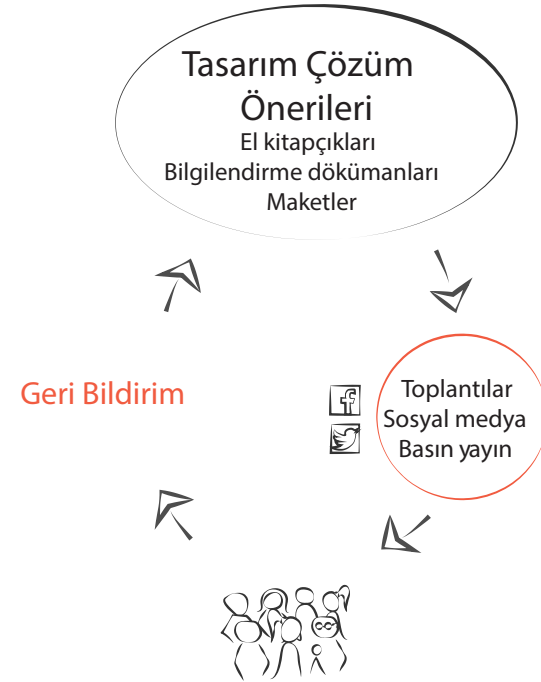 Tasarım Çözüm
Önerileri
El kitapçıkları
Bilgilendirme dökümanları
Maketler
Geri Bildirim
Toplantılar
Sosyal medya
Basın yayın